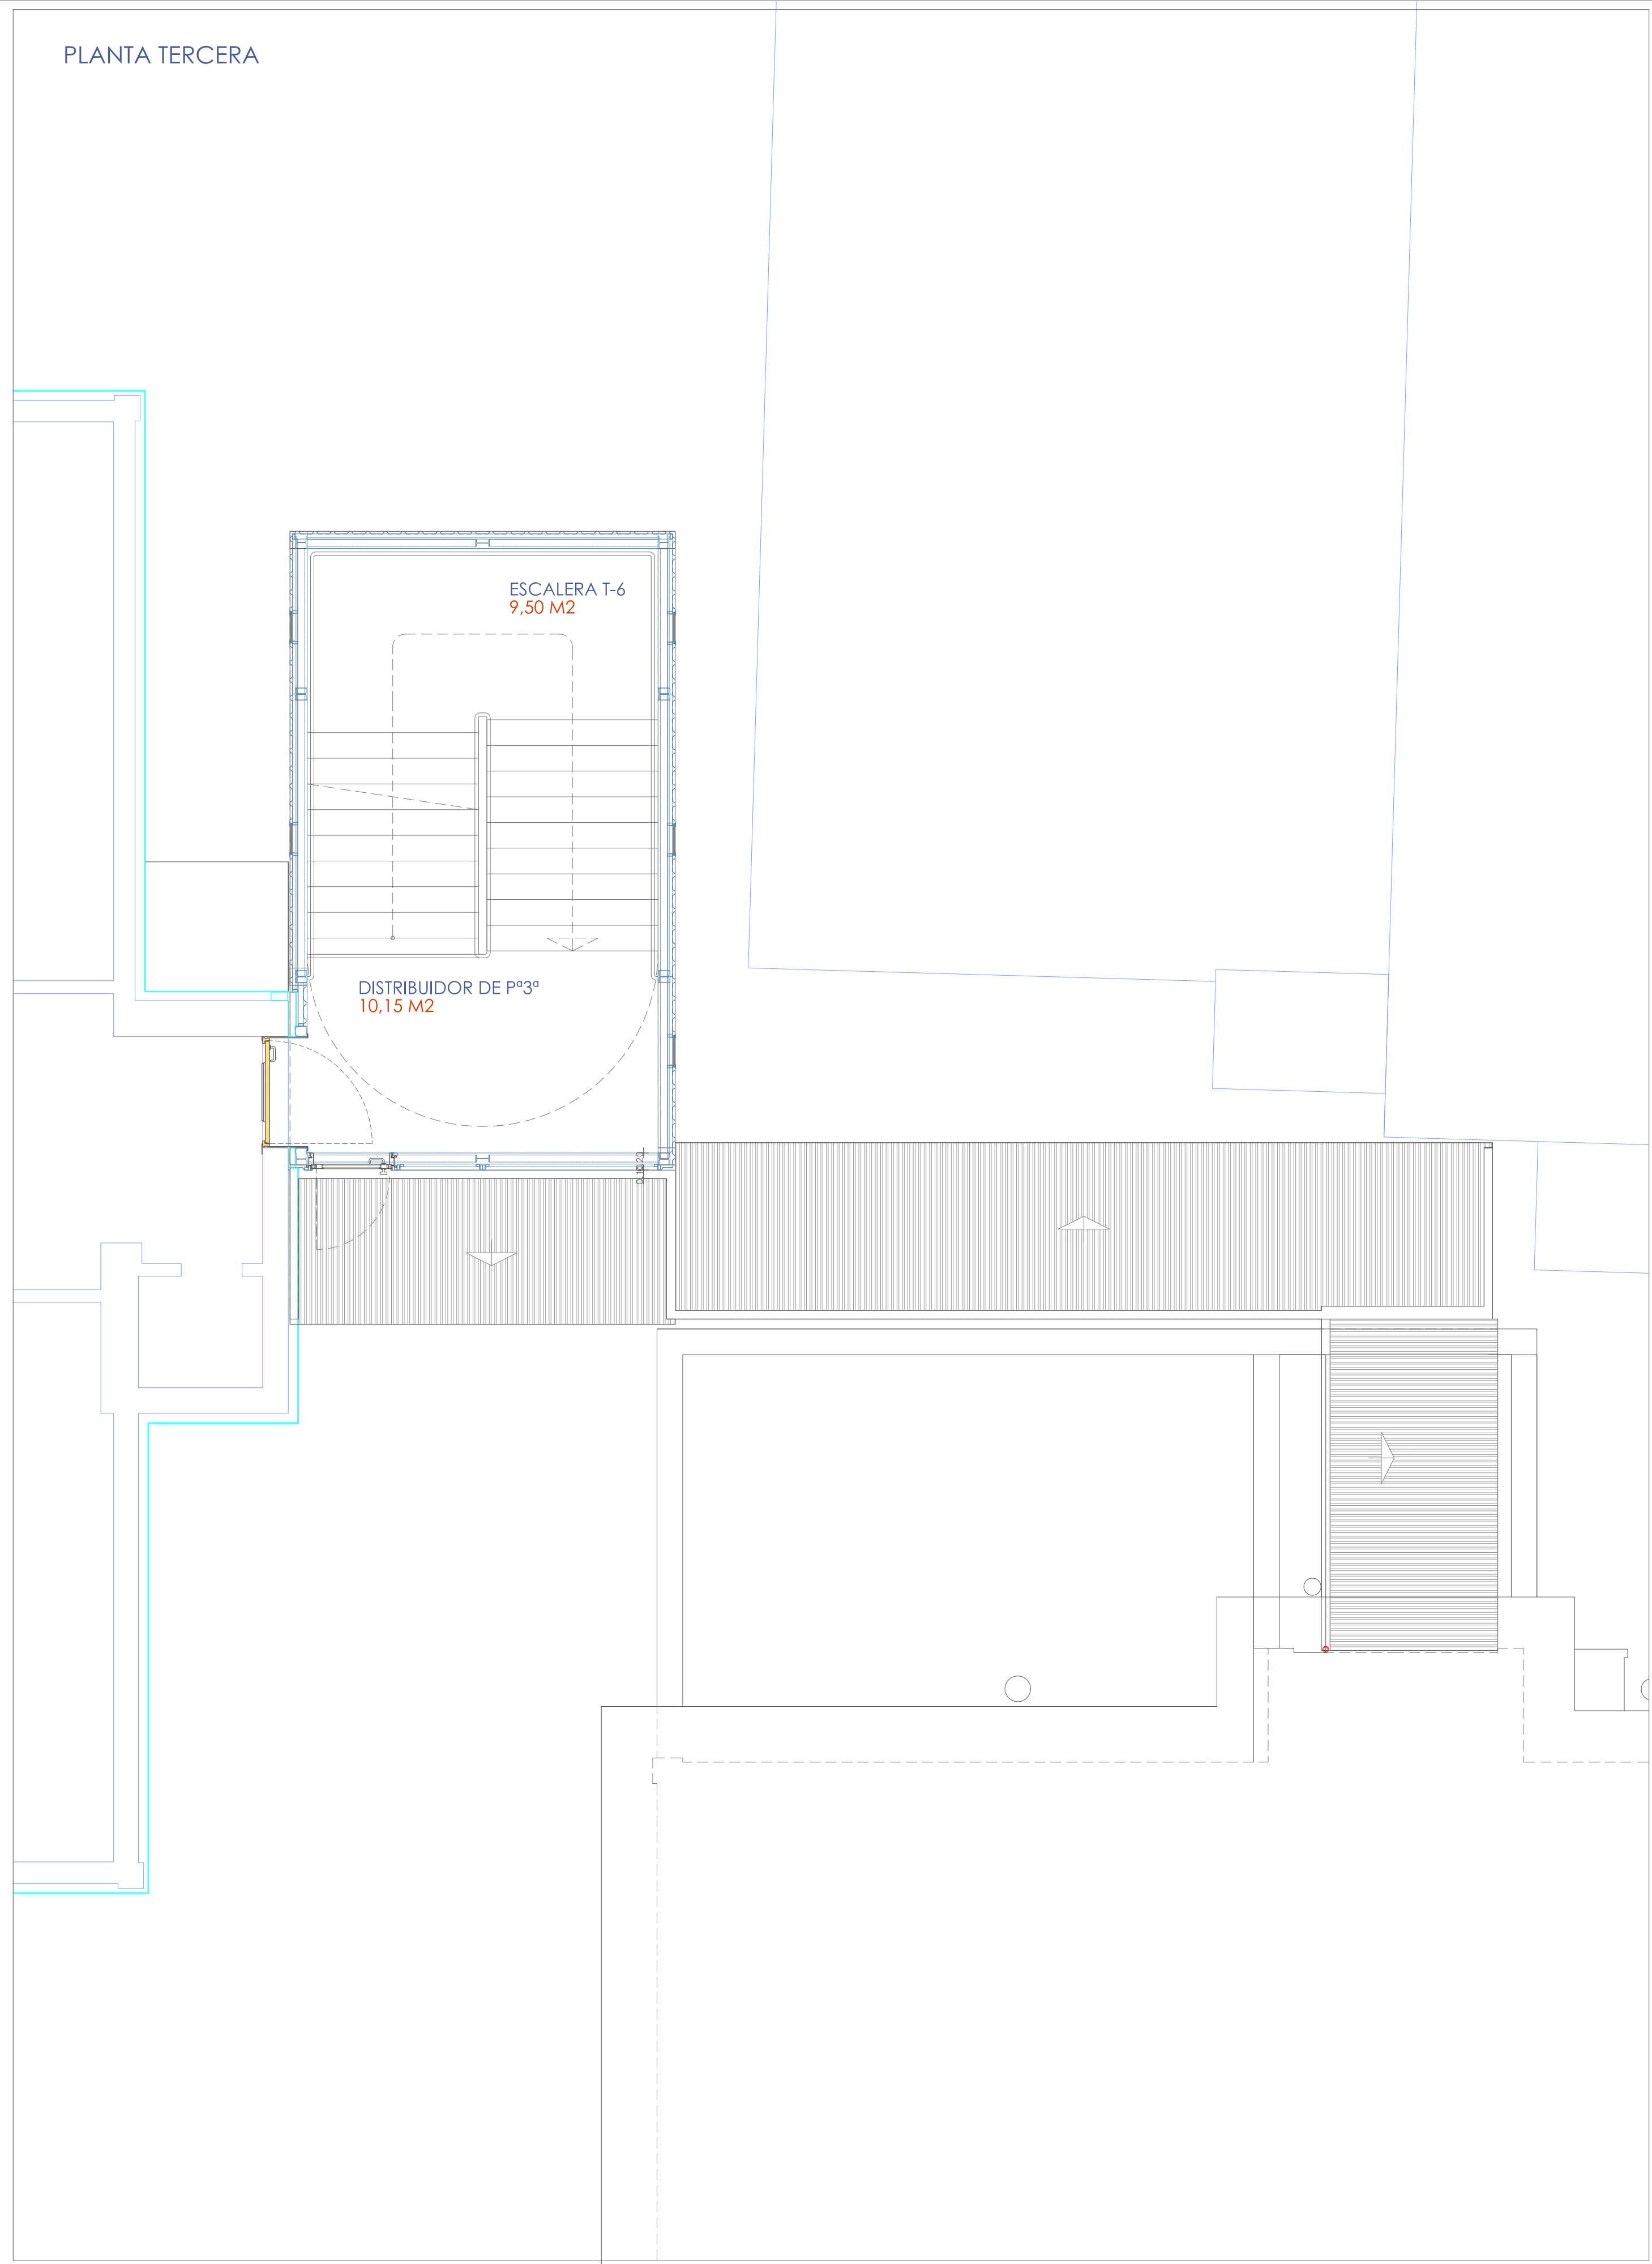 PLANTA TERCERA
ESCALERA T-6
9,50 M2
DISTRIBUIDOR DE Pª3ª
10,15 M2